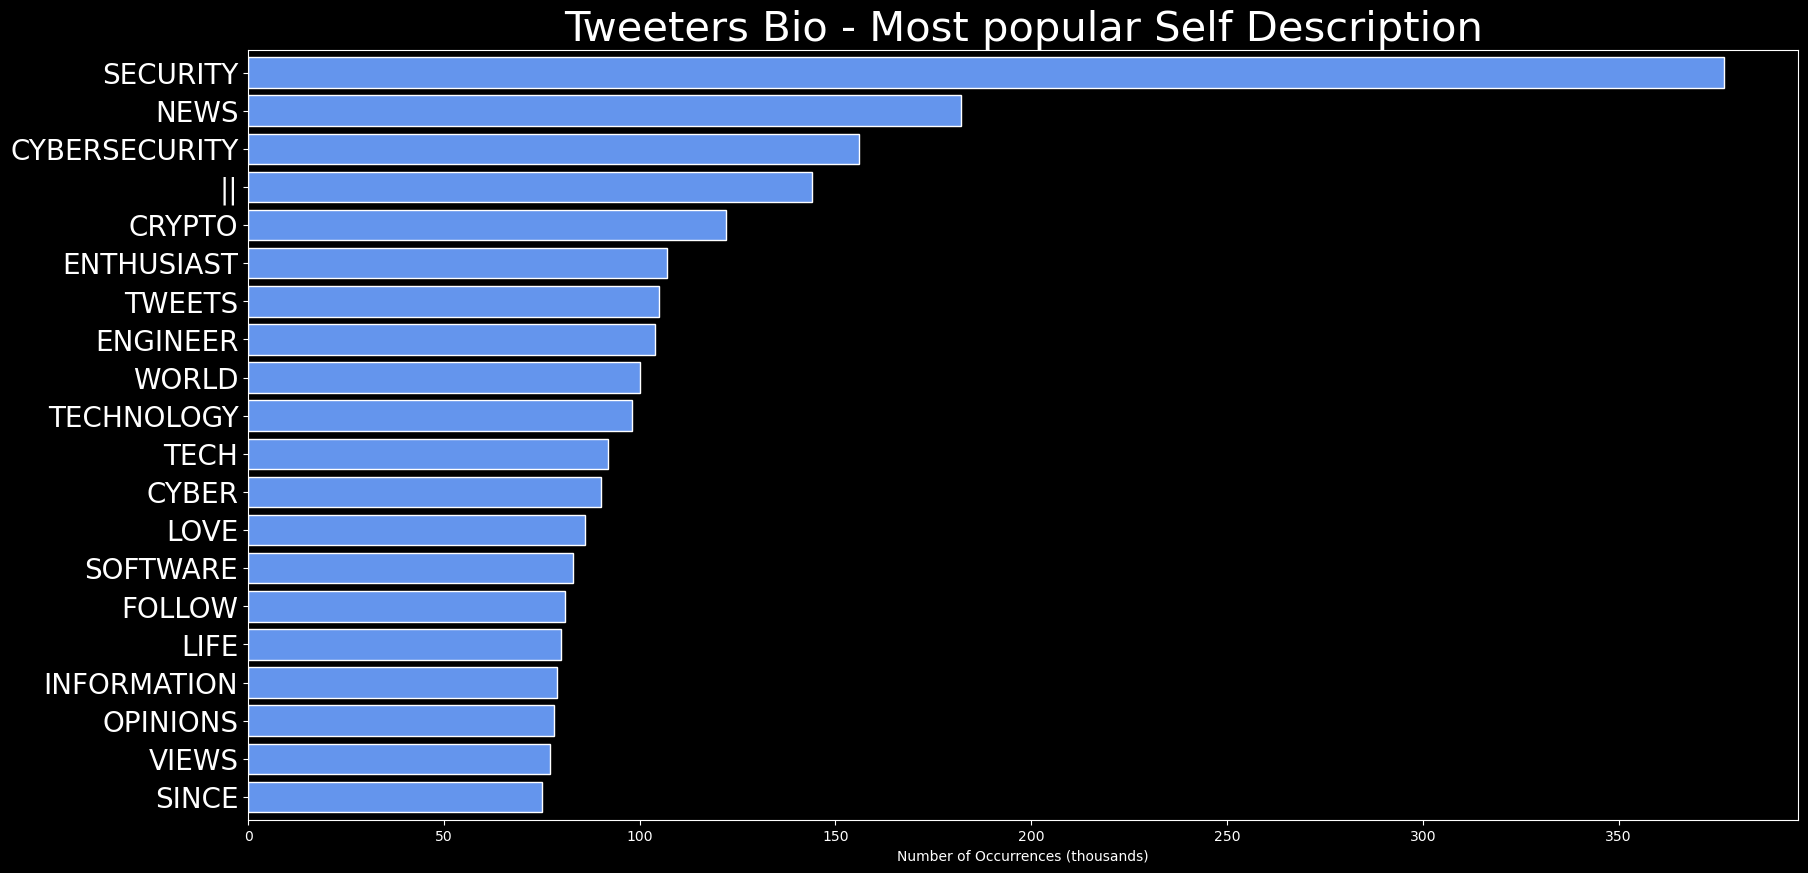 Tweeters Bio - Most popular Self Description
SECURITY
NEWS
CYBERSECURITY
||
CRYPTO
ENTHUSIAST
TWEETS
ENGINEER
WORLD
TECHNOLOGY
TECH
CYBER
LOVE
SOFTWARE
FOLLOW
LIFE
INFORMATION
OPINIONS
VIEWS
SINCE
0 50 100 150 200 250 300 350
Number of Occurrences (thousands)